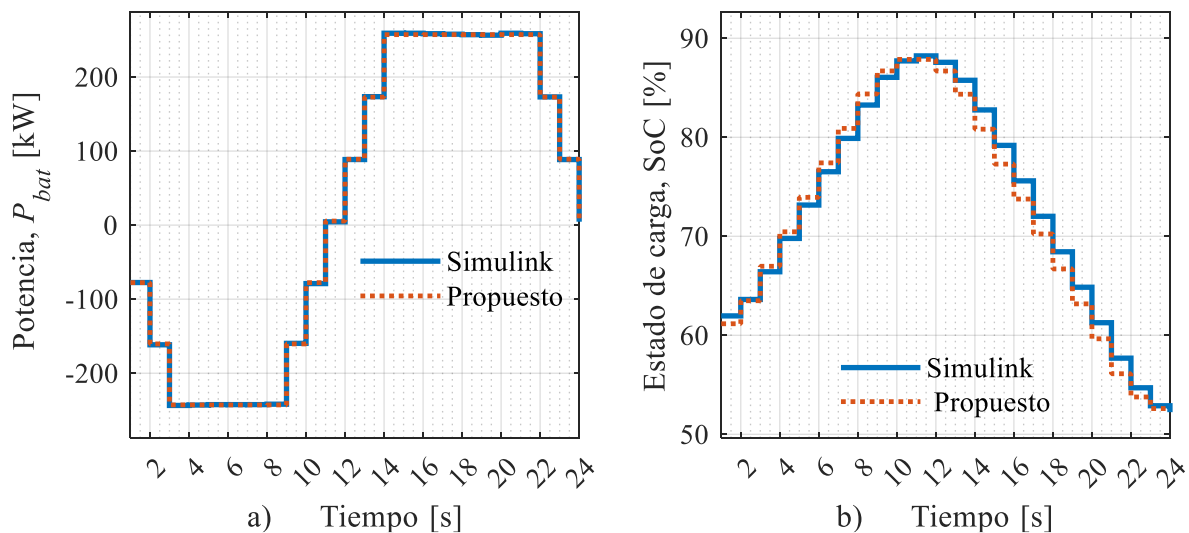 Potencia, P_bat [kW]
200
100
0
-100
-200
Simulink
Propuesto
2 4 6 8 10 12 14 16 18 20 22 24
a) Tiempo [s]
Estado de carga, SoC [%]
90
80
70
60
50
Simulink
Propuesto
2 4 6 8 10 12 14 16 18 20 22 24
b) Tiempo [s]